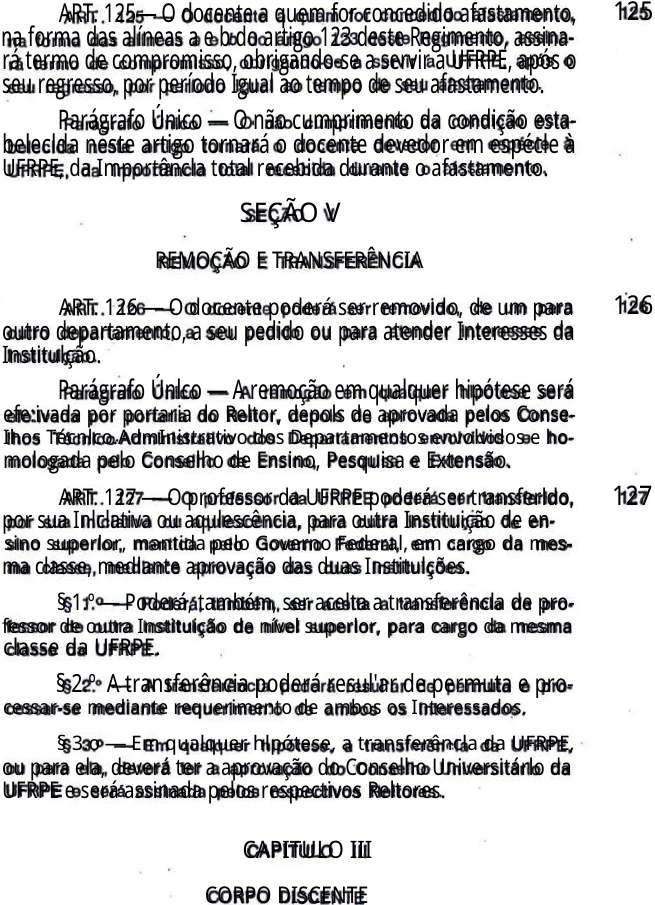 ART. 125 — O docente a quem for concedido afastamento, 125
na forma das alíneas a e b do artigo 123 deste Regimento, assina-
rá termo de compromisso, obrigando-se a servir a UFRPE, após o
seu regresso, por período Igual ao tempo de seu afastamento.
Parágrafo Único — O não cumprimento da condição esta-
belecida neste artigo tornará o docente devedor em espécie à
UFRPE, da Importância total recebida durante o afastamento.
SEÇÃO V
REMOÇÃO E TRANSFERÊNCIA
ART. 126 — O docente poderá ser removido, de um para 126
outro departamento, a seu pedido ou para atender Interesses da
Instituição.
Parágrafo Único — A remoção em qualquer hipótese será
efetivada por portaria do Reitor, depois de aprovada pelos Conse-
lhos Técnico.Administrativo dos Departamentos envolvidos e ho-
mologada pelo Conselho de Ensino, Pesquisa e Extensão.
ART. 127 — O professor da UFRPE poderá ser transferido, 127
por sua Iniciativa ou aquiescência, para outra Instituição de en-
sino superior, mantida pelo Governo Federal, em cargo da mes-
ma classe, mediante aprovação das duas Instituições.
§ 1.º — Poderá, também, ser aceita a transferência de pro-
fessor de outra Instituição de nível superior, para cargo da mesma
classe da UFRPE.
§ 2.º — A transferência poderá resul'ar de permuta e pro-
cessar-se mediante requerimento de ambos os Interessados.
§ 3.º — Em qualquer hipótese, a transferência da UFRPE,
ou para ela, deverá ter a aprovação do Conselho Universitário da
UFRPE e será assinada pelos respectivos Reitores.
CAPITULO III
CORPO DISCENTE